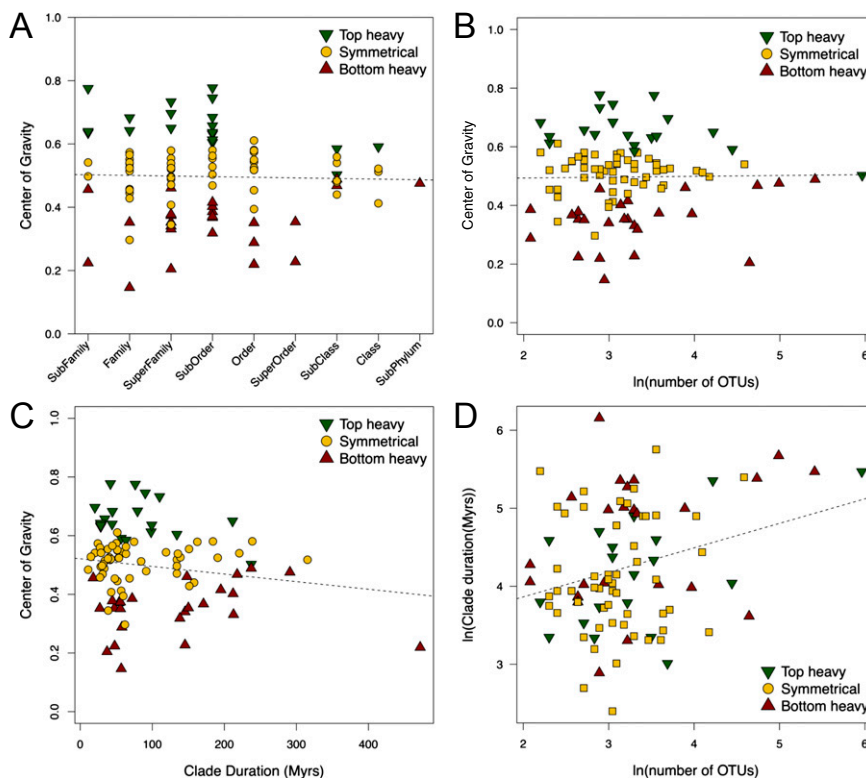 A
Top heavy
Symmetrical
Bottom heavy
Center of Gravity
1.0
0.8
0.6
0.4
0.2
0.0
SubFamily
Family
SuperFamily
SubOrder
Order
SuperOrder
SubClass
Class
SubPhylum
B
Top heavy
Symmetrical
Bottom heavy
Center of Gravity
1.0
0.8
0.6
0.4
0.2
0.0
2 3 4 5 6
ln(number of OTUs)
C
Top heavy
Symmetrical
Bottom heavy
Center of Gravity
1.0
0.8
0.6
0.4
0.2
0.0
0 100 200 300 400
Clade Duration (Myrs)
D
ln(Clade duration(Myrs))
6
5
4
3
Top heavy
Symmetrical
Bottom heavy
2 3 4 5 6
ln(number of OTUs)